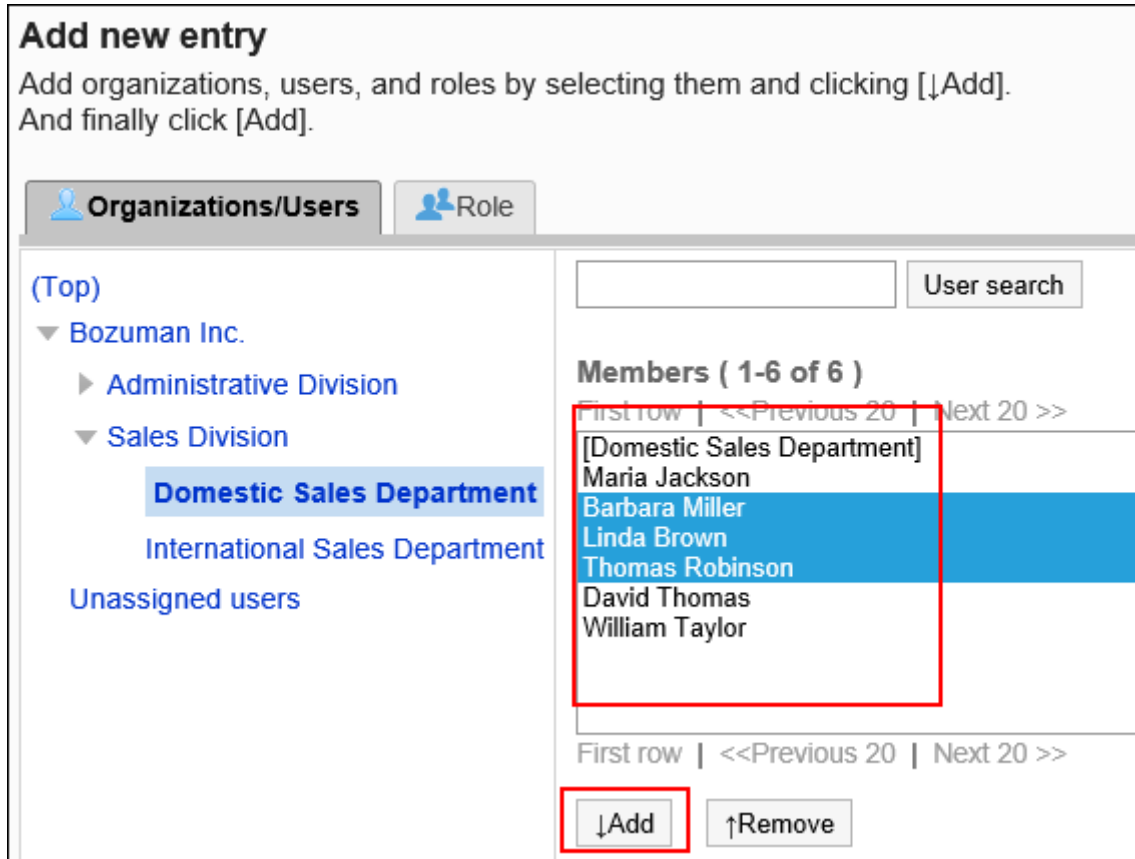 Add new entry
Add organizations, users, and roles by selecting them and clicking [↓Add].
And finally click [Add].
Organizations/Users
Role
(Top)
Bozuman Inc.
Administrative Division
Sales Division
Domestic Sales Department
International Sales Department
Unassigned users
User search
Members ( 1-6 of 6 )
First row | <<Previous 20 | Next 20 >>
[Domestic Sales Department]
Maria Jackson
Barbara Miller
Linda Brown
Thomas Robinson
David Thomas
William Taylor
First row | <<Previous 20 | Next 20 >>
↓Add
↑Remove